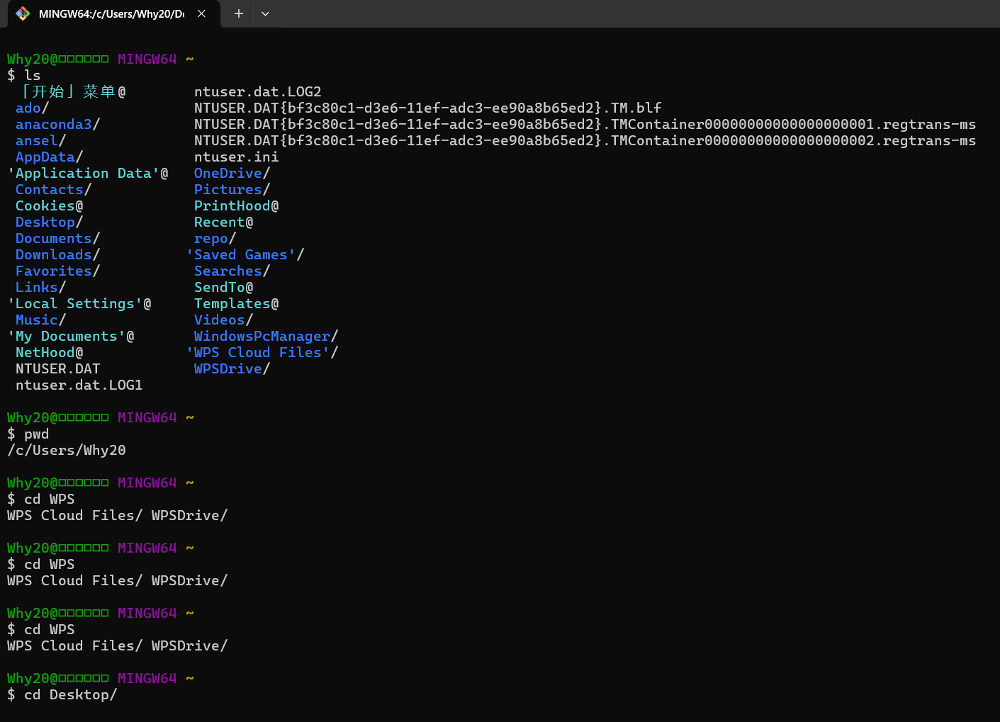 MINGW64:/c/Users/Why20/De
Why20@□□□□□□ MINGW64 ~
$ ls
「开始」菜单@ ntuser.dat.LOG2
ado/ NTUSER.DAT{bf3c80c1-d3e6-11ef-adc3-ee90a8b65ed2}.TM.blf
anaconda3/ NTUSER.DAT{bf3c80c1-d3e6-11ef-adc3-ee90a8b65ed2}.TMContainer00000000000000000001.regtrans-ms
ansel/ NTUSER.DAT{bf3c80c1-d3e6-11ef-adc3-ee90a8b65ed2}.TMContainer00000000000000000002.regtrans-ms
AppData/ ntuser.ini
'Application Data'@ OneDrive/
Contacts/ Pictures/
Cookies@ PrintHood@
Desktop/ Recent@
Documents/ repo/
Downloads/ 'Saved Games'/
Favorites/ Searches/
Links/ SendTo@
'Local Settings'@ Templates@
Music/ Videos/
'My Documents'@ WindowsPcManager/
NetHood@ 'WPS Cloud Files'/
NTUSER.DAT WPSDrive/
ntuser.dat.LOG1
Why20@□□□□□□ MINGW64 ~
$ pwd
/c/Users/Why20
Why20@□□□□□□ MINGW64 ~
$ cd WPS
WPS Cloud Files/ WPSDrive/
Why20@□□□□□□ MINGW64 ~
$ cd WPS
WPS Cloud Files/ WPSDrive/
Why20@□□□□□□ MINGW64 ~
$ cd WPS
WPS Cloud Files/ WPSDrive/
Why20@□□□□□□ MINGW64 ~
$ cd Desktop/